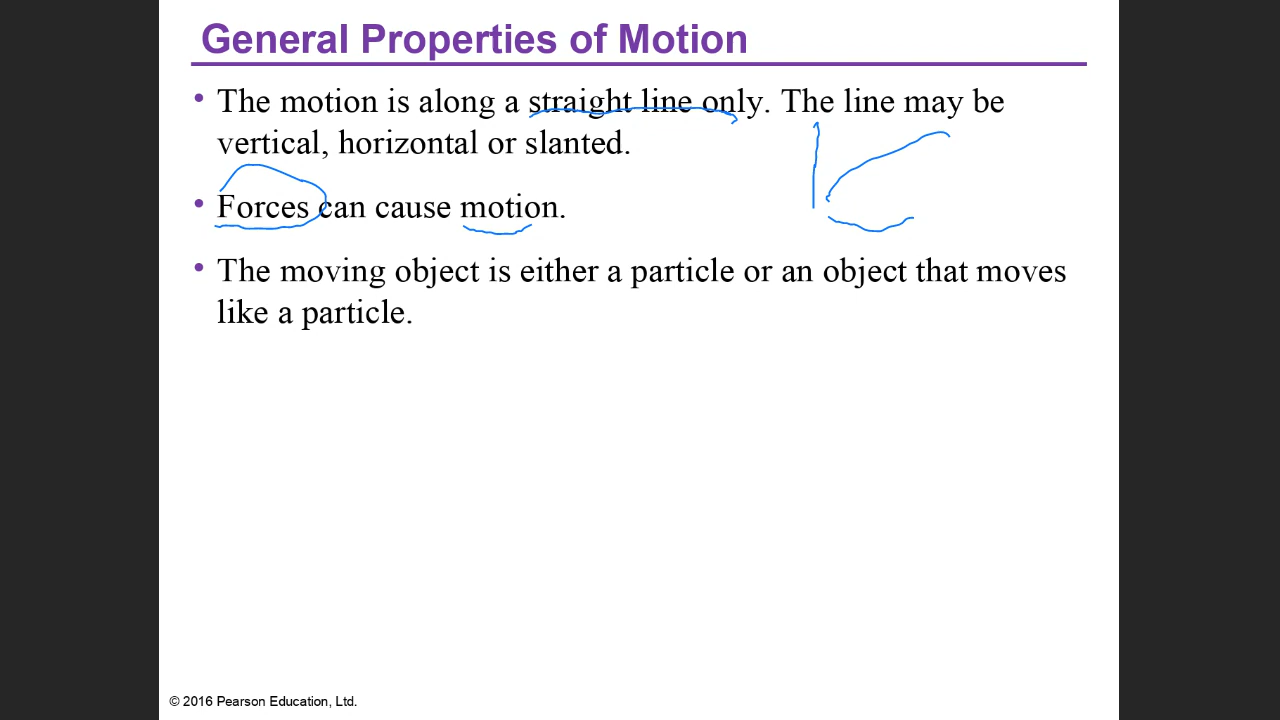 General Properties of Motion
• The motion is along a straight line only. The line may be
vertical, horizontal or slanted.
• Forces can cause motion.
• The moving object is either a particle or an object that moves
like a particle.
© 2016 Pearson Education, Ltd.